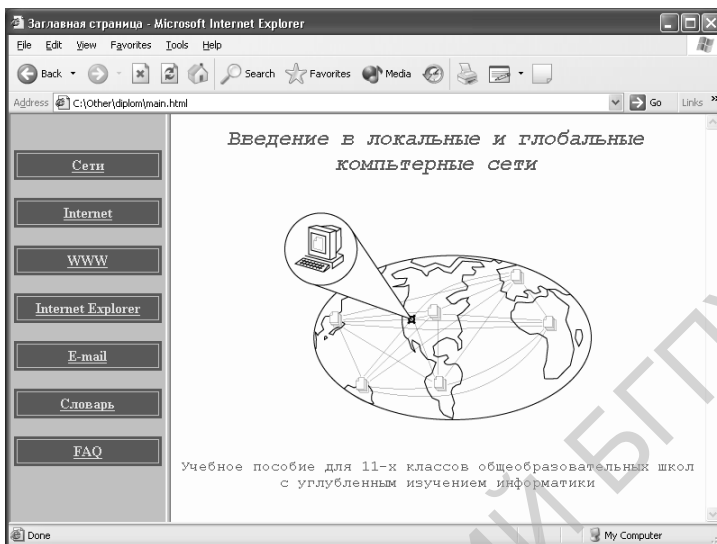 Заглавная страница - Microsoft Internet Explorer
File Edit View Favorites Tools Help
Back Search Favorites Media
Address C:\Other\diplom\main.html Go Links »
Введение в локальные и глобальные
компьтерные сети
Сети
Internet
WWW
Internet Explorer
E-mail
Словарь
FAQ
Учебное пособие для 11-х классов общеобразовательных школ
с углубленным изучением информатики
Done My Computer